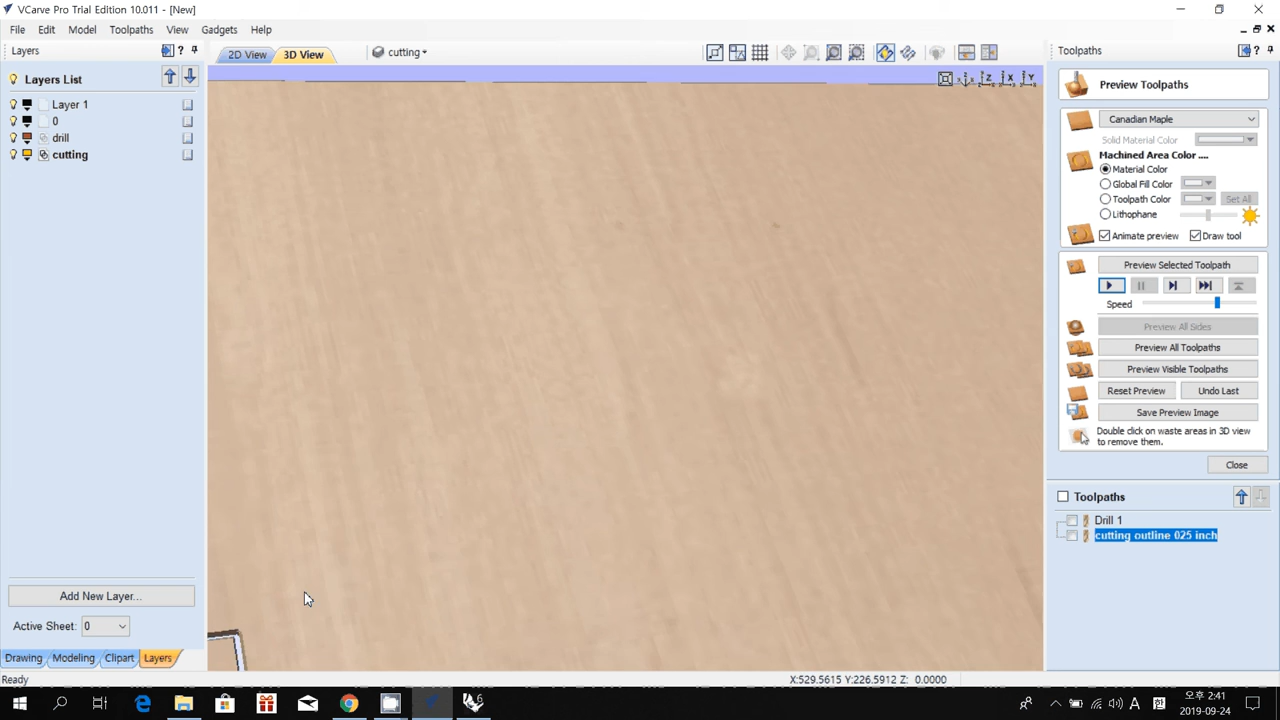 VCarve Pro Trial Edition 10.011 - [New]
File Edit Model Toolpaths View Gadgets Help
Layers
Layers List
Layer 1
0
drill
cutting
Add New Layer...
Active Sheet: 0
Drawing Modeling Clipart Layers
Ready
2D View 3D View cutting
Z X Y
X:529.5615 Y:226.5912 Z: 0.0000
Toolpaths
Preview Toolpaths
Canadian Maple
Solid Material Color
Machined Area Color ....
Material Color
Global Fill Color
Toolpath Color Set All
Lithophane
Animate preview Draw tool
Preview Selected Toolpath
Speed
Preview All Sides
Preview All Toolpaths
Preview Visible Toolpaths
Reset Preview Undo Last
Save Preview Image
Double click on waste areas in 3D view
to remove them.
Close
Toolpaths
Drill 1
cutting outline 025 inch
6
A 한 오후 2:41
2019-09-24